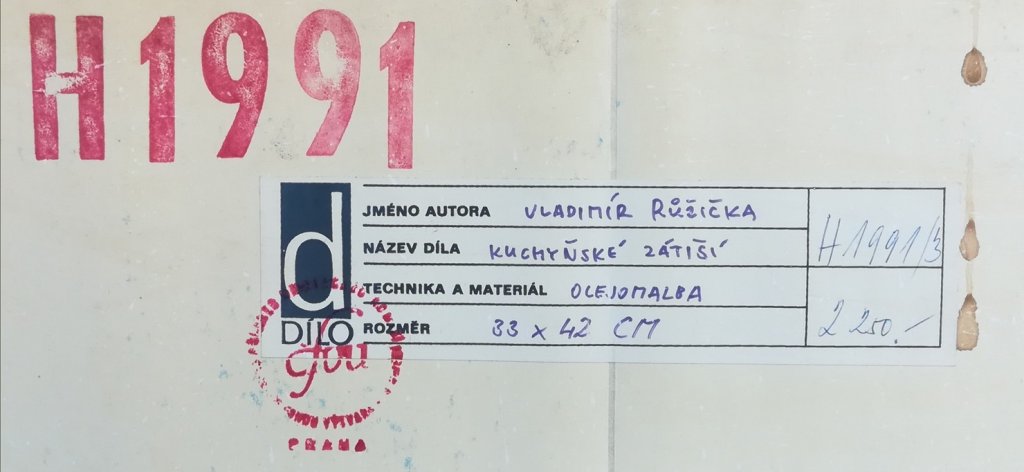 H1991
d
DÍLO
JMÉNO AUTORA VLADIMÍR RŮŽIČKA
NÁZEV DÍLA KUCHYŇSKÉ ZÁTIŠÍ
H1991/3
TECHNIKA A MATERIÁL OLEJOMALBA
ROZMĚR 33 x 42 CM
2 250.-
PRAHA